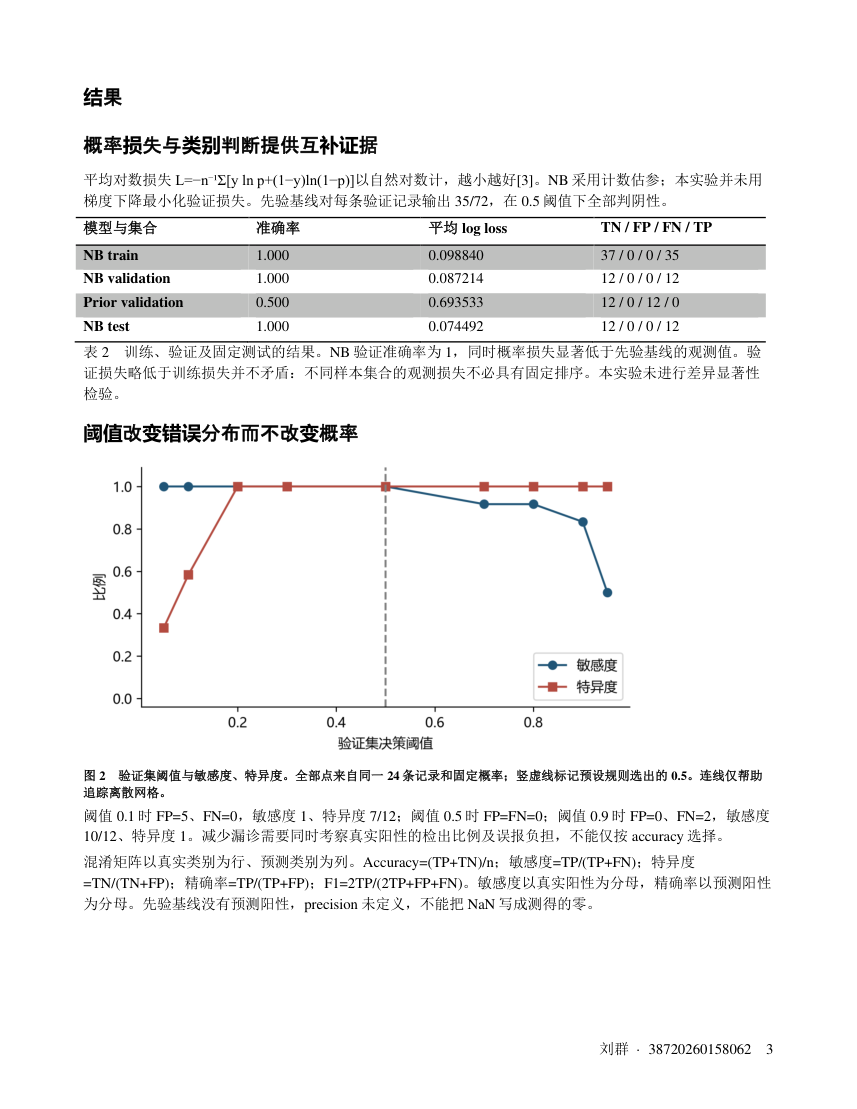 结果
概率损失与类别判断提供互补证据
平均对数损失 L=−n⁻¹Σ[y ln p+(1−y)ln(1−p)]以自然对数计，越小越好[3]。NB 采用计数估参；本实验并未用
梯度下降最小化验证损失。先验基线对每条验证记录输出 35/72，在 0.5 阈值下全部判阴性。
模型与集合 准确率 平均 log loss TN / FP / FN / TP
NB train 1.000 0.098840 37 / 0 / 0 / 35
NB validation 1.000 0.087214 12 / 0 / 0 / 12
Prior validation 0.500 0.693533 12 / 0 / 12 / 0
NB test 1.000 0.074492 12 / 0 / 0 / 12
表 2 训练、验证及固定测试的结果。NB 验证准确率为 1，同时概率损失显著低于先验基线的观测值。验
证损失略低于训练损失并不矛盾：不同样本集合的观测损失不必具有固定排序。本实验未进行差异显著性
检验。
阈值改变错误分布而不改变概率
1.0
0.8
0.6
0.4
0.2
0.0
比例
敏感度
特异度
0.2 0.4 0.6 0.8
验证集决策阈值
图 2 验证集阈值与敏感度、特异度。全部点来自同一 24 条记录和固定概率；竖虚线标记预设规则选出的 0.5。连线仅帮助
追踪离散网格。
阈值 0.1 时 FP=5、FN=0，敏感度 1、特异度 7/12；阈值 0.5 时 FP=FN=0；阈值 0.9 时 FP=0、FN=2，敏感度
10/12、特异度 1。减少漏诊需要同时考察真实阳性的检出比例及误报负担，不能仅按 accuracy 选择。
混淆矩阵以真实类别为行、预测类别为列。Accuracy=(TP+TN)/n；敏感度=TP/(TP+FN)；特异度
=TN/(TN+FP)；精确率=TP/(TP+FP)；F1=2TP/(2TP+FP+FN)。敏感度以真实阳性为分母，精确率以预测阳性
为分母。先验基线没有预测阳性，precision 未定义，不能把 NaN 写成测得的零。
刘群 · 38720260158062 3